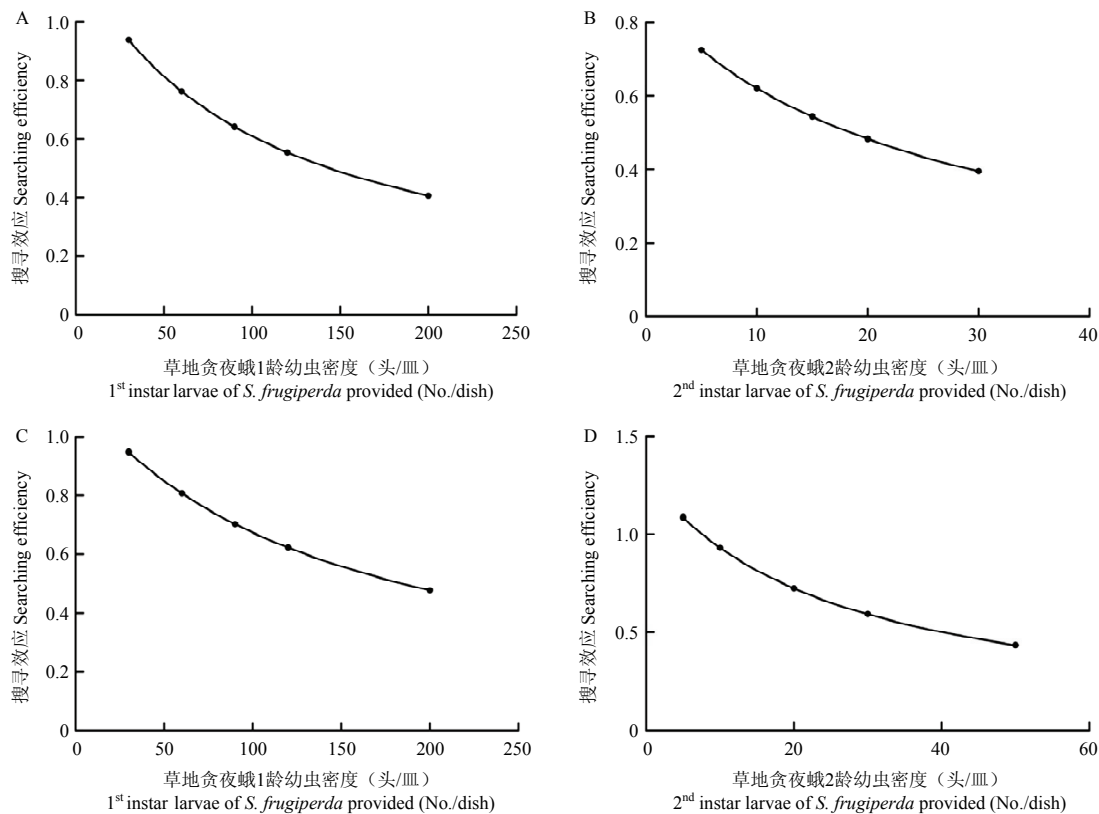 A
1.0
0.8
0.6
0.4
0.2
0
0
50
100
150
200
250
搜寻效应 Searching efficiency
草地贪夜蛾1龄幼虫密度（头/皿）
1st instar larvae of S. frugiperda provided (No./dish)
B
0.8
0.6
0.4
0.2
0
0
10
20
30
40
搜寻效应 Searching efficiency
草地贪夜蛾2龄幼虫密度（头/皿）
2nd instar larvae of S. frugiperda provided (No./dish)
C
1.0
0.8
0.6
0.4
0.2
0
0
50
100
150
200
250
搜寻效应 Searching efficiency
草地贪夜蛾1龄幼虫密度（头/皿）
1st instar larvae of S. frugiperda provided (No./dish)
D
1.5
1.0
0.5
0
0
20
40
60
搜寻效应 Searching efficiency
草地贪夜蛾2龄幼虫密度（头/皿）
2nd instar larvae of S. frugiperda provided (No./dish)